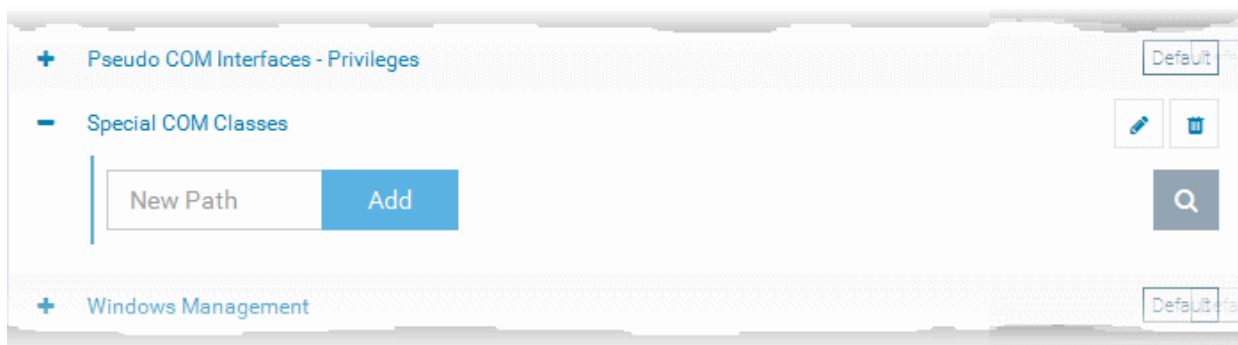 Pseudo COM Interfaces - Privileges Default
Special COM Classes
New Path Add
Windows Management Default